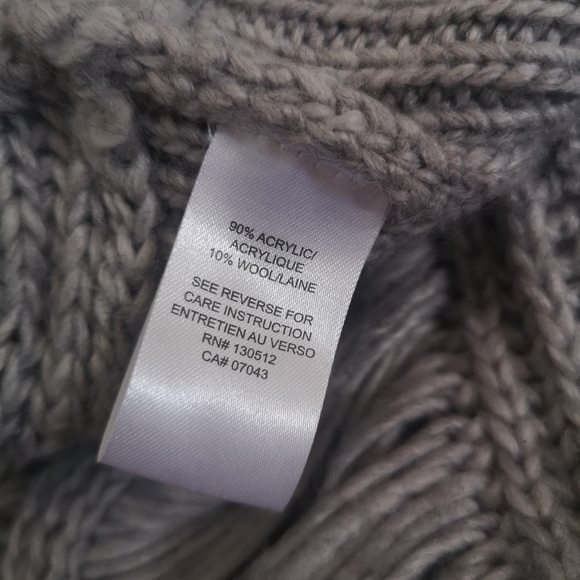 90% ACRYLIC/
ACRYLIQUE
10% WOOL/LAINE
SEE REVERSE FOR
CARE INSTRUCTION
ENTRETIEN AU VERSO
RN# 130512
CA# 07043